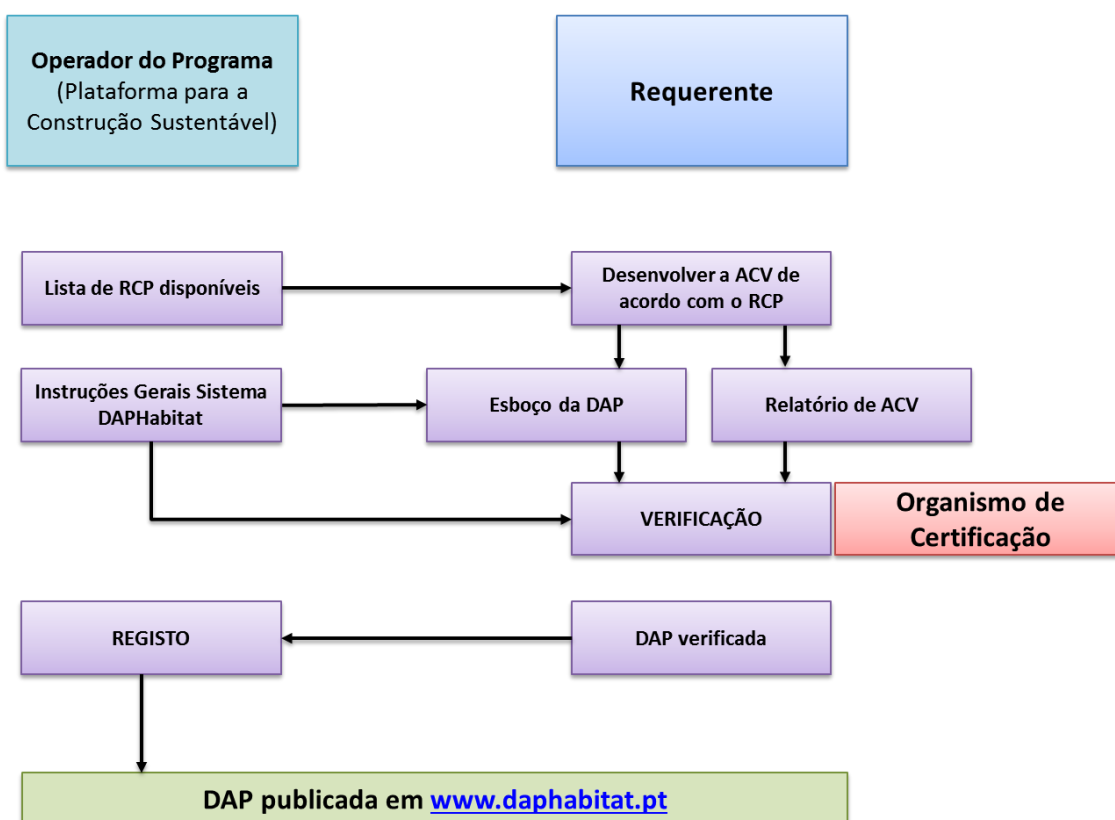 Operador do Programa
(Plataforma para a
Construção Sustentável)
Requerente
Lista de RCP disponíveis
Desenvolver a ACV de
acordo com o RCP
Instruções Gerais Sistema
DAPHabitat
Esboço da DAP
Relatório de ACV
VERIFICAÇÃO
Organismo de
Certificação
REGISTO
DAP verificada
DAP publicada em www.daphabitat.pt